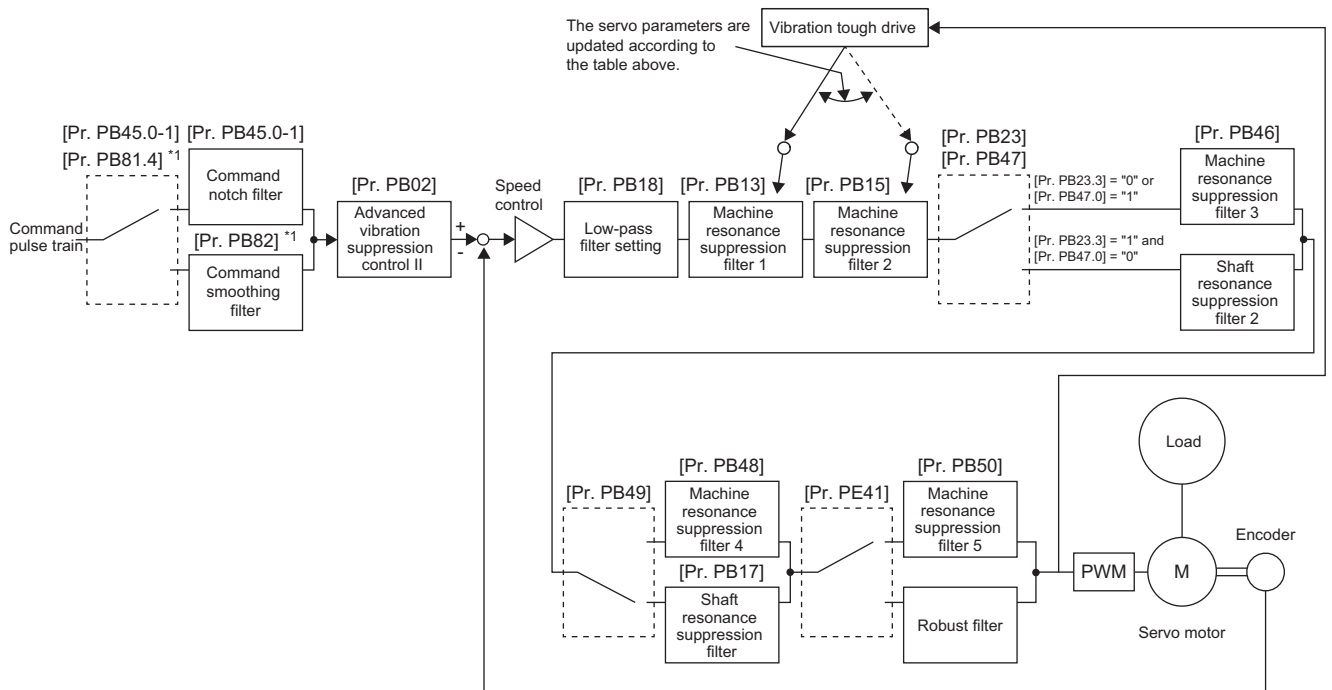 The servo parameters are
updated according to
the table above.
Vibration tough drive
[Pr. PB45.0-1]
[Pr. PB81.4] *1
[Pr. PB45.0-1]
Command
notch filter
Command
pulse train
[Pr. PB82] *1
Command
smoothing
filter
[Pr. PB02]
Advanced
vibration
suppression
control II
+
-
Speed
control
[Pr. PB18]
Low-pass
filter setting
[Pr. PB13]
Machine
resonance
suppression
filter 1
[Pr. PB15]
Machine
resonance
suppression
filter 2
[Pr. PB23]
[Pr. PB47]
[Pr. PB23.3] = "0" or
[Pr. PB47.0] = "1"
[Pr. PB23.3] = "1" and
[Pr. PB47.0] = "0"
[Pr. PB46]
Machine
resonance
suppression
filter 3
Shaft
resonance
suppression
filter 2
[Pr. PB49]
[Pr. PB48]
Machine
resonance
suppression
filter 4
[Pr. PB17]
Shaft
resonance
suppression
filter
[Pr. PE41]
[Pr. PB50]
Machine
resonance
suppression
filter 5
Robust filter
PWM
Load
M
Servo motor
Encoder